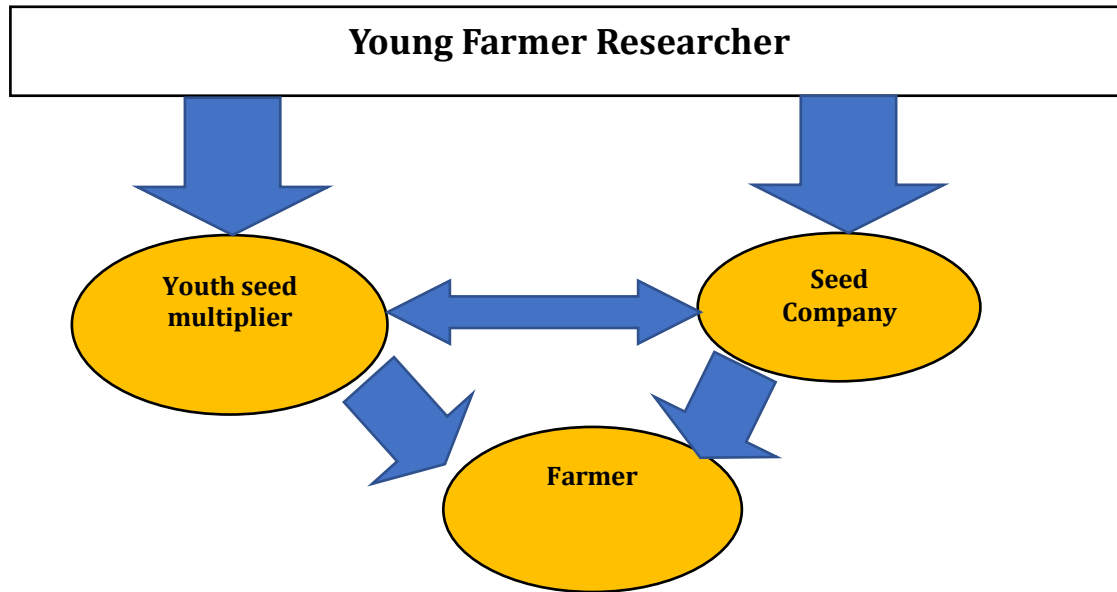 Young Farmer Researcher
Youth seed
multiplier
Seed
Company
Farmer